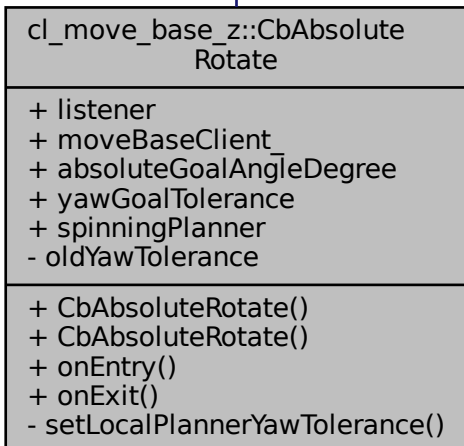 cl_move_base_z::CbAbsolute
Rotate
+ listener
+ moveBaseClient_
+ absoluteGoalAngleDegree
+ yawGoalTolerance
+ spinningPlanner
- oldYawTolerance
+ CbAbsoluteRotate()
+ CbAbsoluteRotate()
+ onEntry()
+ onExit()
- setLocalPlannerYawTolerance()